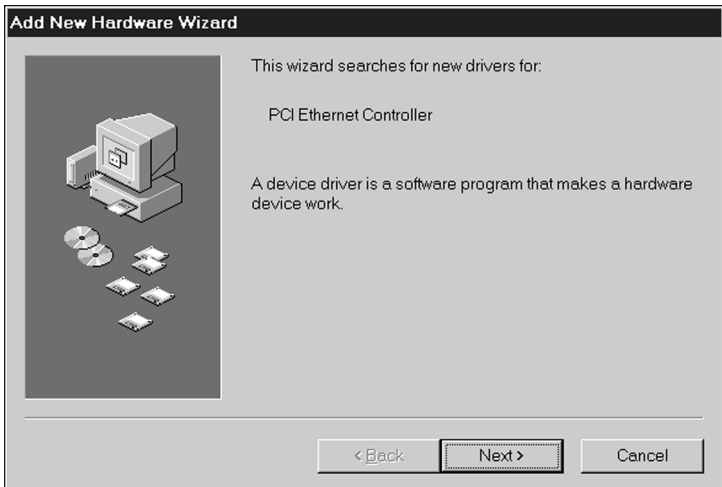 Add New Hardware Wizard
This wizard searches for new drivers for:
PCI Ethernet Controller
A device driver is a software program that makes a hardware
device work.
< Back
Next >
Cancel